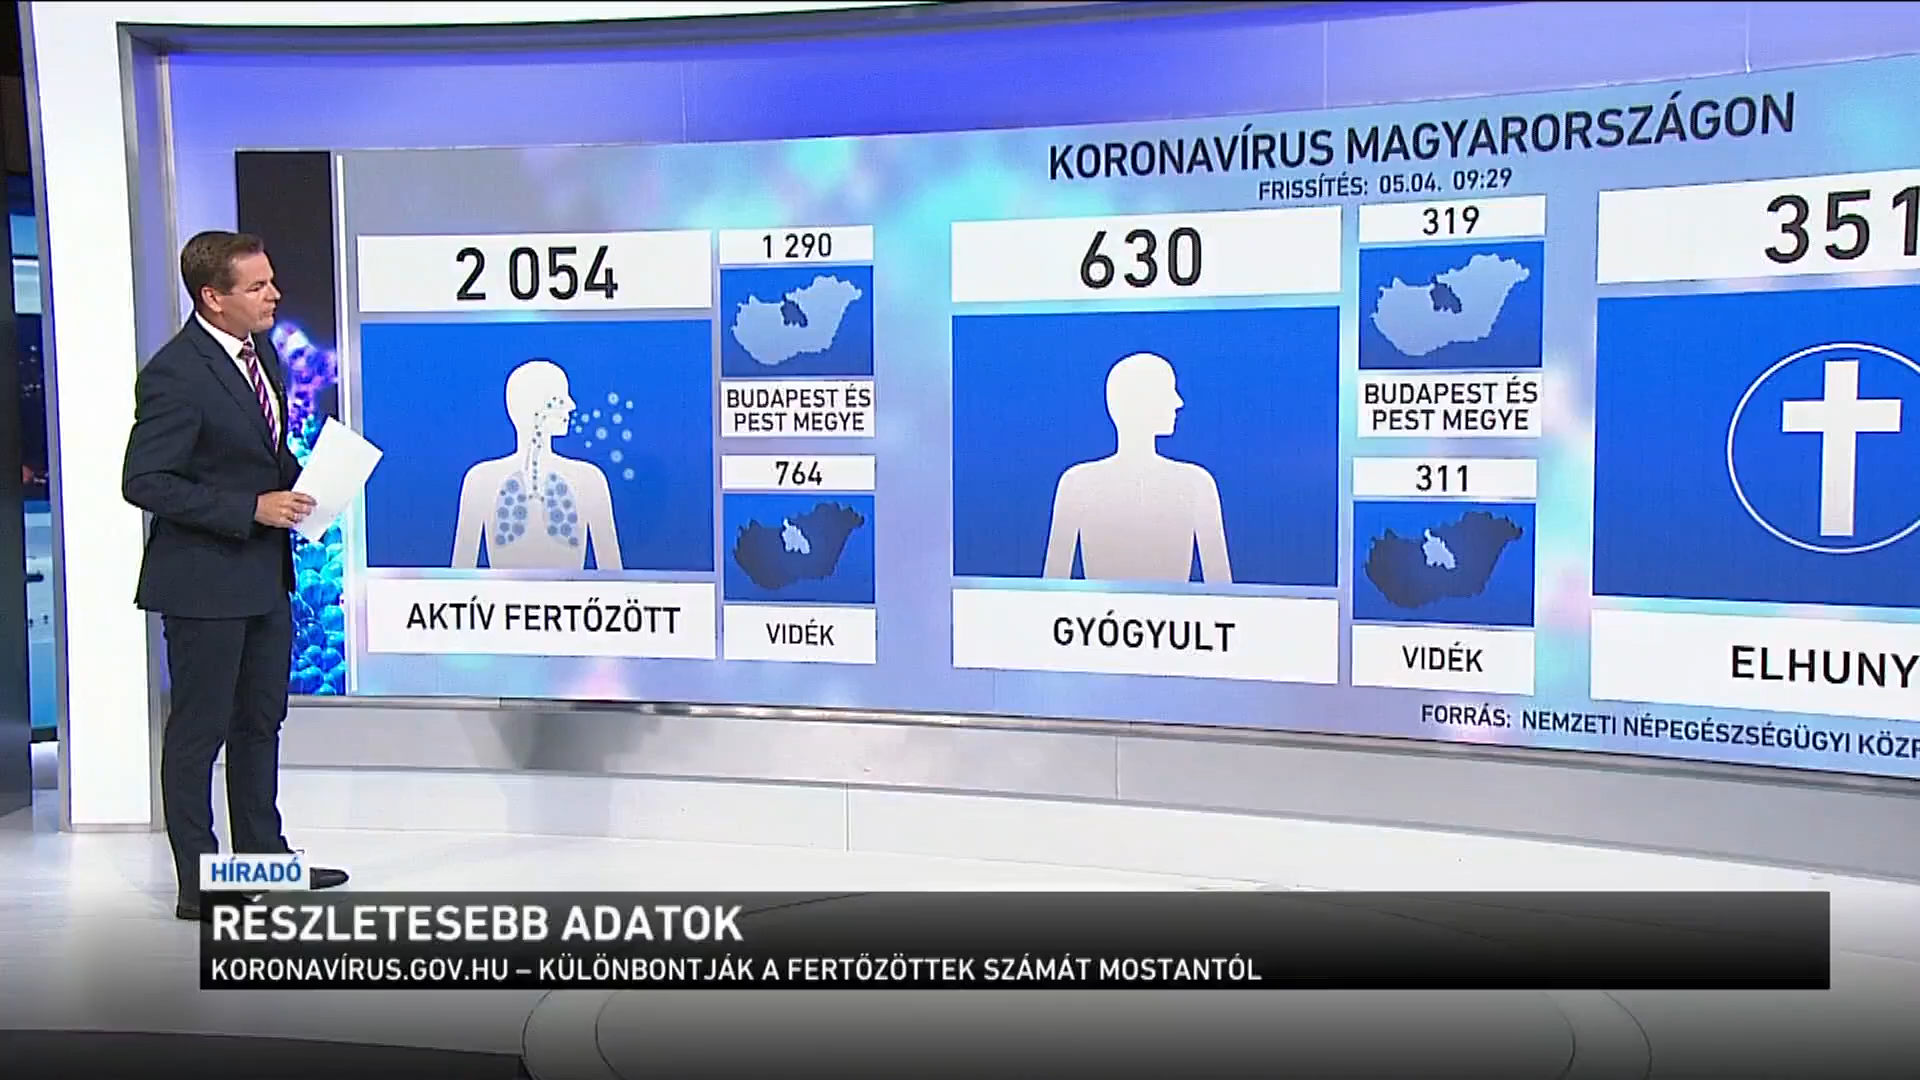 KORONAVÍRUS MAGYARORSZÁGON
FRISSÍTÉS: 05.04. 09:29
2 054
AKTÍV FERTŐZÖTT
1 290
BUDAPEST ÉS
PEST MEGYE
764
VIDÉK
630
GYÓGYULT
319
BUDAPEST ÉS
PEST MEGYE
311
VIDÉK
351
ELHUNY
FORRÁS: NEMZETI NÉPEGÉSZSÉGÜGYI KÖZP
HÍRADÓ
RÉSZLETESEBB ADATOK
KORONAVÍRUS.GOV.HU – KÜLÖNBONTJÁK A FERTŐZÖTTEK SZÁMÁT MOSTANTÓL